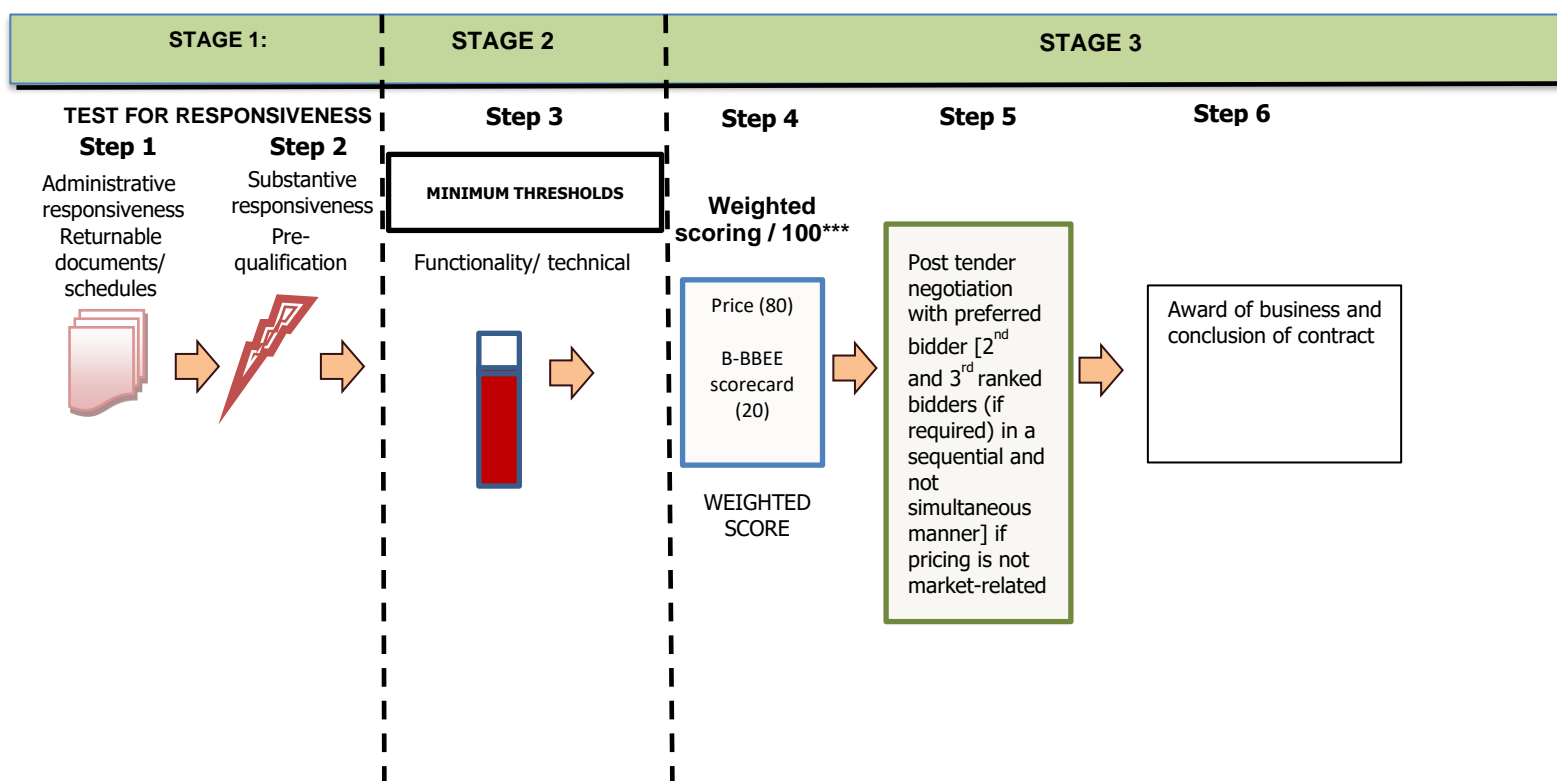 STAGE 1:
STAGE 2
STAGE 3
TEST FOR RESPONSIVENESS
Step 1
Administrative
responsiveness
Returnable
documents/
schedules
Step 2
Substantive
responsiveness
Pre-
qualification
Step 3
MINIMUM THRESHOLDS
Functionality/ technical
Step 4
Weighted
scoring / 100***
Price (80)
B-BBEE
scorecard
(20)
WEIGHTED
SCORE
Step 5
Post tender
negotiation
with preferred
bidder [2nd
and 3rd ranked
bidders (if
required) in a
sequential and
not
simultaneous
manner] if
pricing is not
market-related
Step 6
Award of business and
conclusion of contract